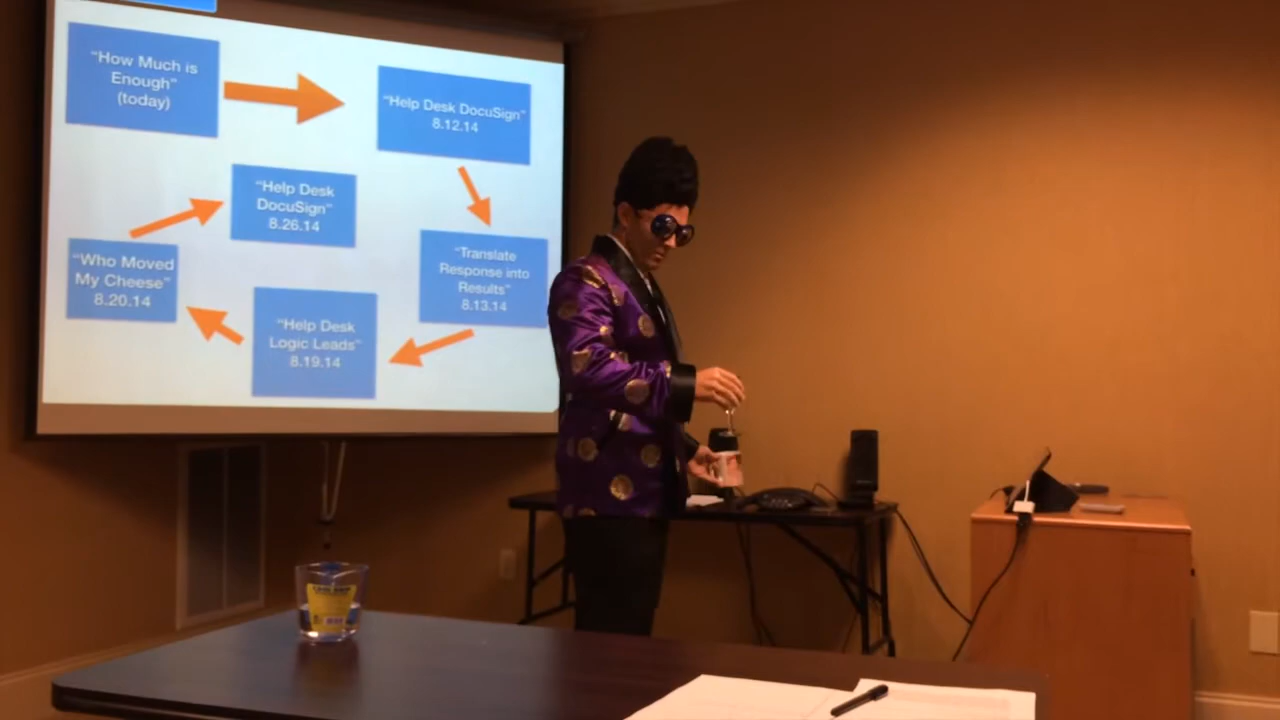 “How Much is
Enough”
(today)
“Help Desk DocuSign”
8.12.14
“Translate
Response into
Results”
8.13.14
“Help Desk
Logic Leads”
8.19.14
“Who Moved
My Cheese”
8.20.14
“Help Desk
DocuSign”
8.26.14